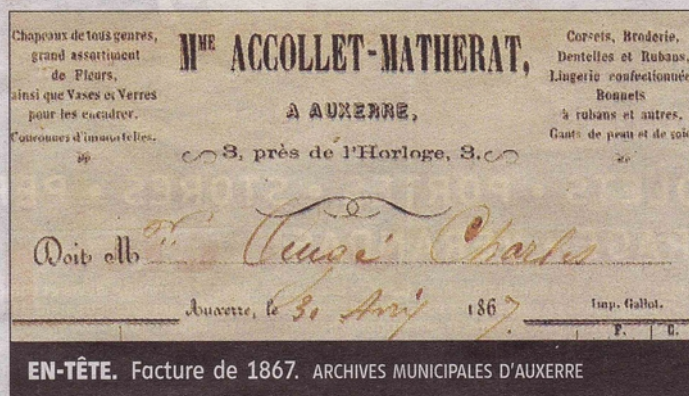 Chapeaux de tous genres,
grand assortiment
de Fleurs,
ainsi que Vases et Verres
pour les encadrer.
Couronnes d'immortelles.
MME ACCOLLET-MATHERAT,
A AUXERRE,
3, près de l'Horloge, 3.
Corsets, Broderie,
Dentelles et Rubans,
Lingerie confectionnée
Bonnets
à rubans et autres,
Gants de peau et de soie
Doit M Charles
Auxerre, le 30 Avril 1867.
Imp. Gallot.
F. C.
EN-TÊTE. Facture de 1867. ARCHIVES MUNICIPALES D'AUXERRE